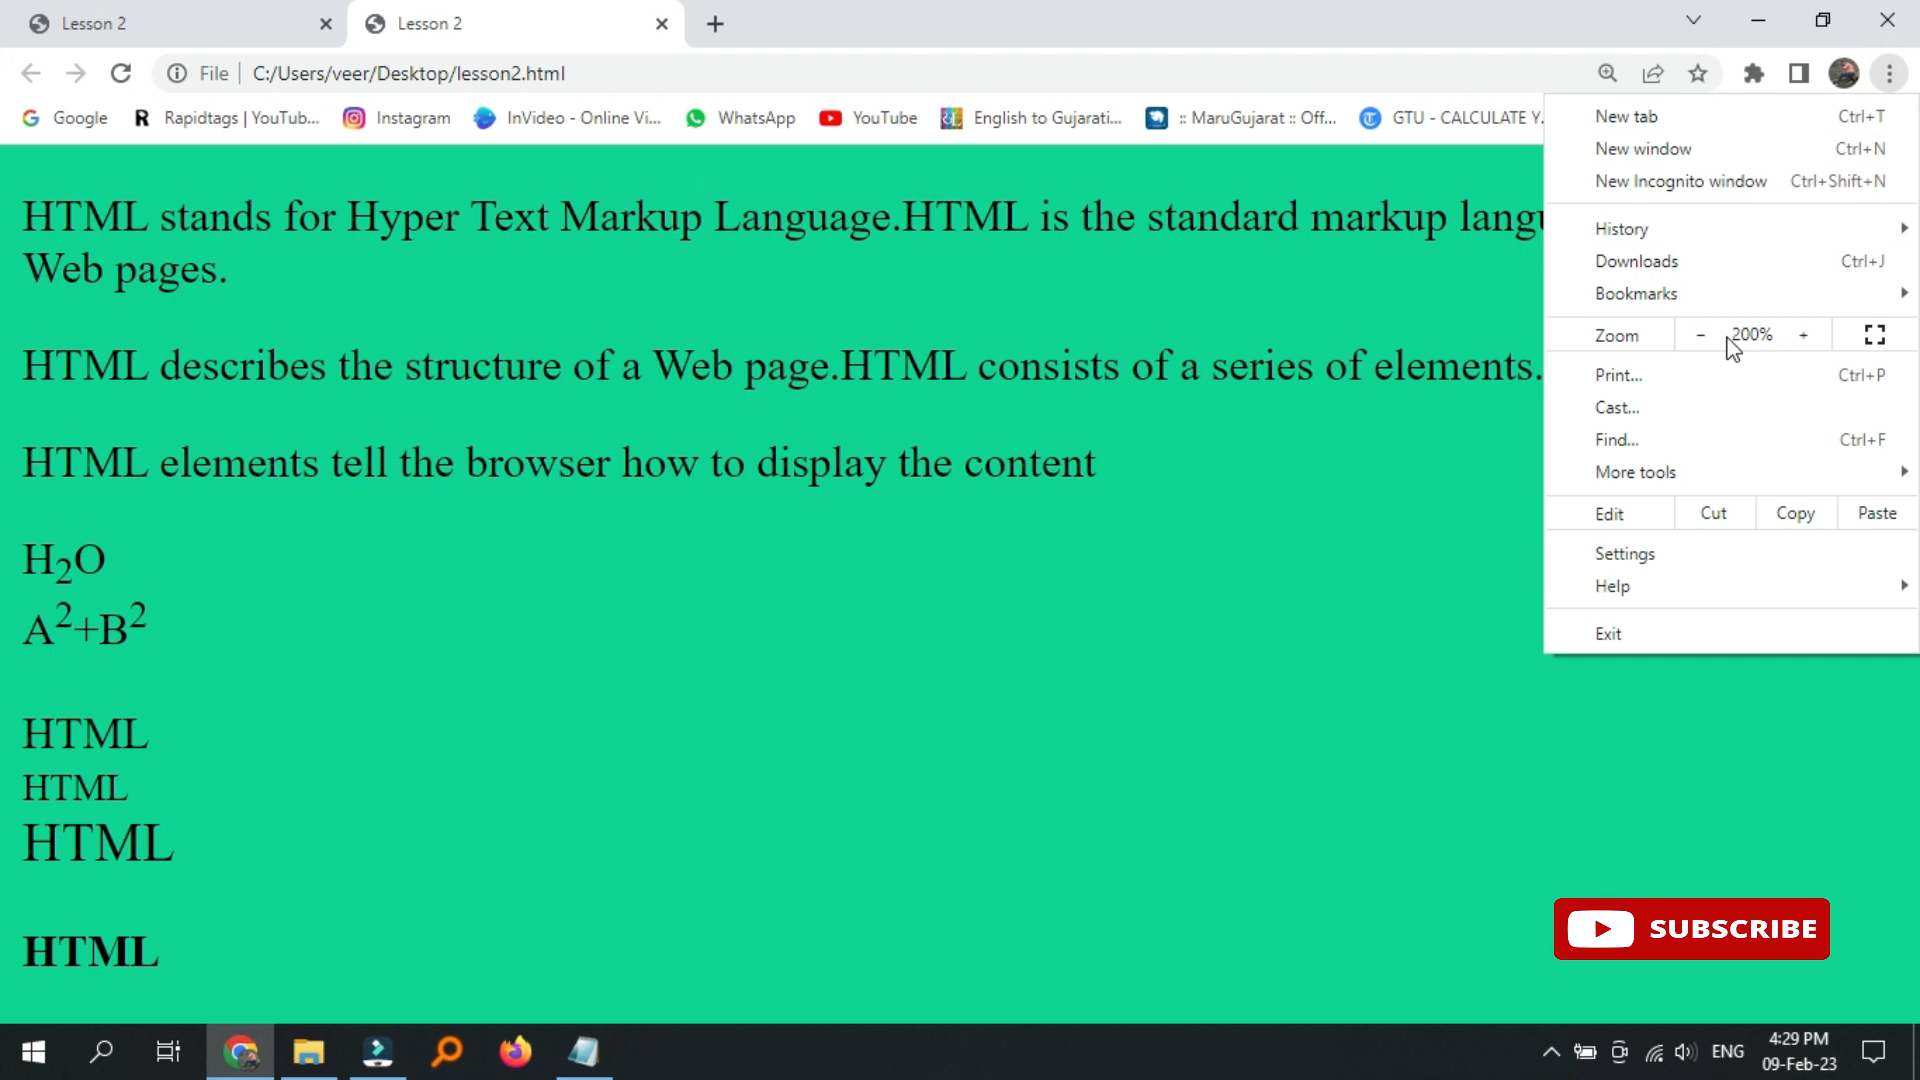 Lesson 2
Lesson 2
File C:/Users/veer/Desktop/lesson2.html
Google Rapidtags | YouTub... Instagram InVideo - Online Vi... WhatsApp YouTube English to Gujarati... :: MaruGujarat :: Off... GTU - CALCULATE Y.
New tab Ctrl+T
New window Ctrl+N
New Incognito window Ctrl+Shift+N
History
Downloads Ctrl+J
Bookmarks
Zoom - 200% +
Print... Ctrl+P
Cast...
Find... Ctrl+F
More tools
Edit Cut Copy Paste
Settings
Help
Exit
HTML stands for Hyper Text Markup Language.HTML is the standard markup langu
Web pages.
HTML describes the structure of a Web page.HTML consists of a series of elements.
HTML elements tell the browser how to display the content
H₂O
A²+B²
HTML
HTML
HTML
HTML
SUBSCRIBE
ENG
4:29 PM
09-Feb-23